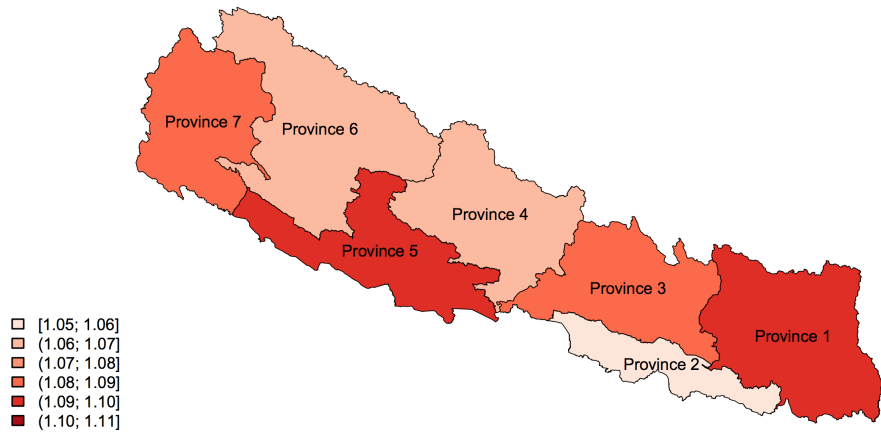 Province 7
Province 6
Province 4
Province 5
Province 3
Province 1
Province 2
[1.05; 1.06]
(1.06; 1.07]
(1.07; 1.08]
(1.08; 1.09]
(1.09; 1.10]
(1.10; 1.11]